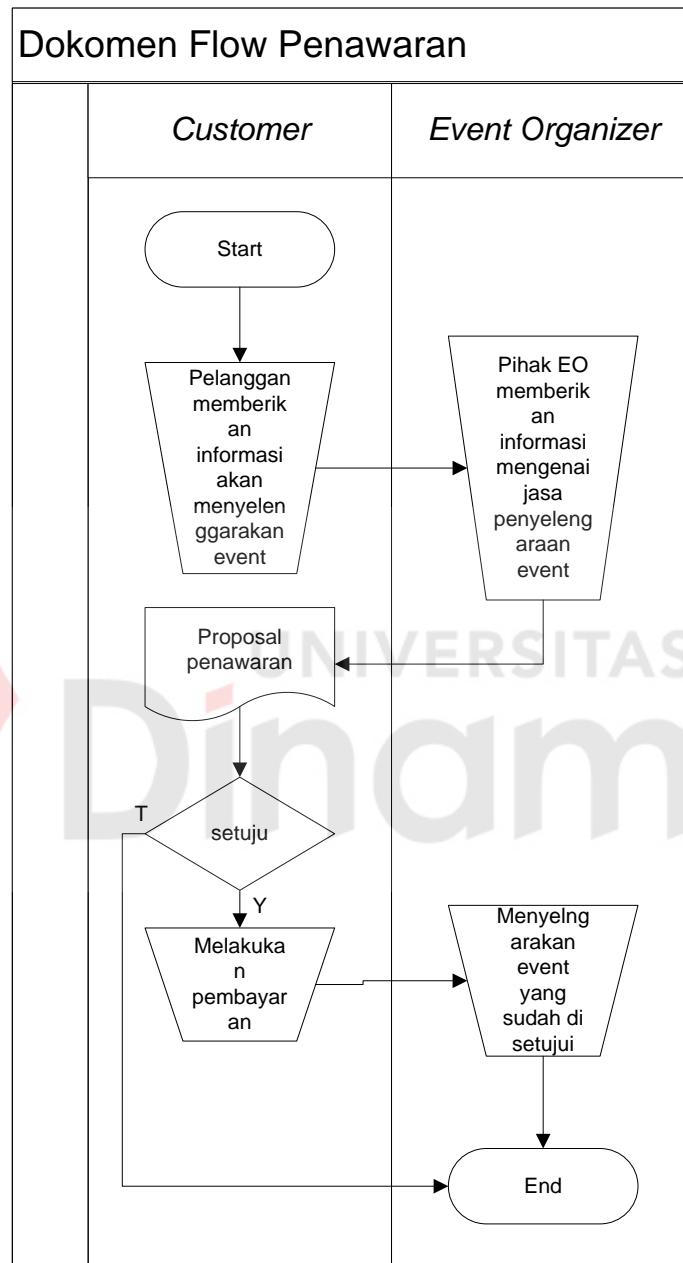 Dokomen Flow Penawaran
Customer
Event Organizer
Start
Pelanggan
memberik
an
informasi
akan
menyelen
ggarakan
event
Pihak EO
memberik
an
informasi
mengenai
jasa
penyeleng
araan
event
Proposal
penawaran
UNIVERSITAS
Dinam
setuju
T
Y
Melakuka
n
pembayar
an
Menyelng
arakan
event
yang
sudah di
setujui
End